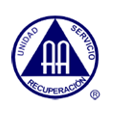 UNIDAD
SERVICIO
AA
RECUPERACIÓN
®